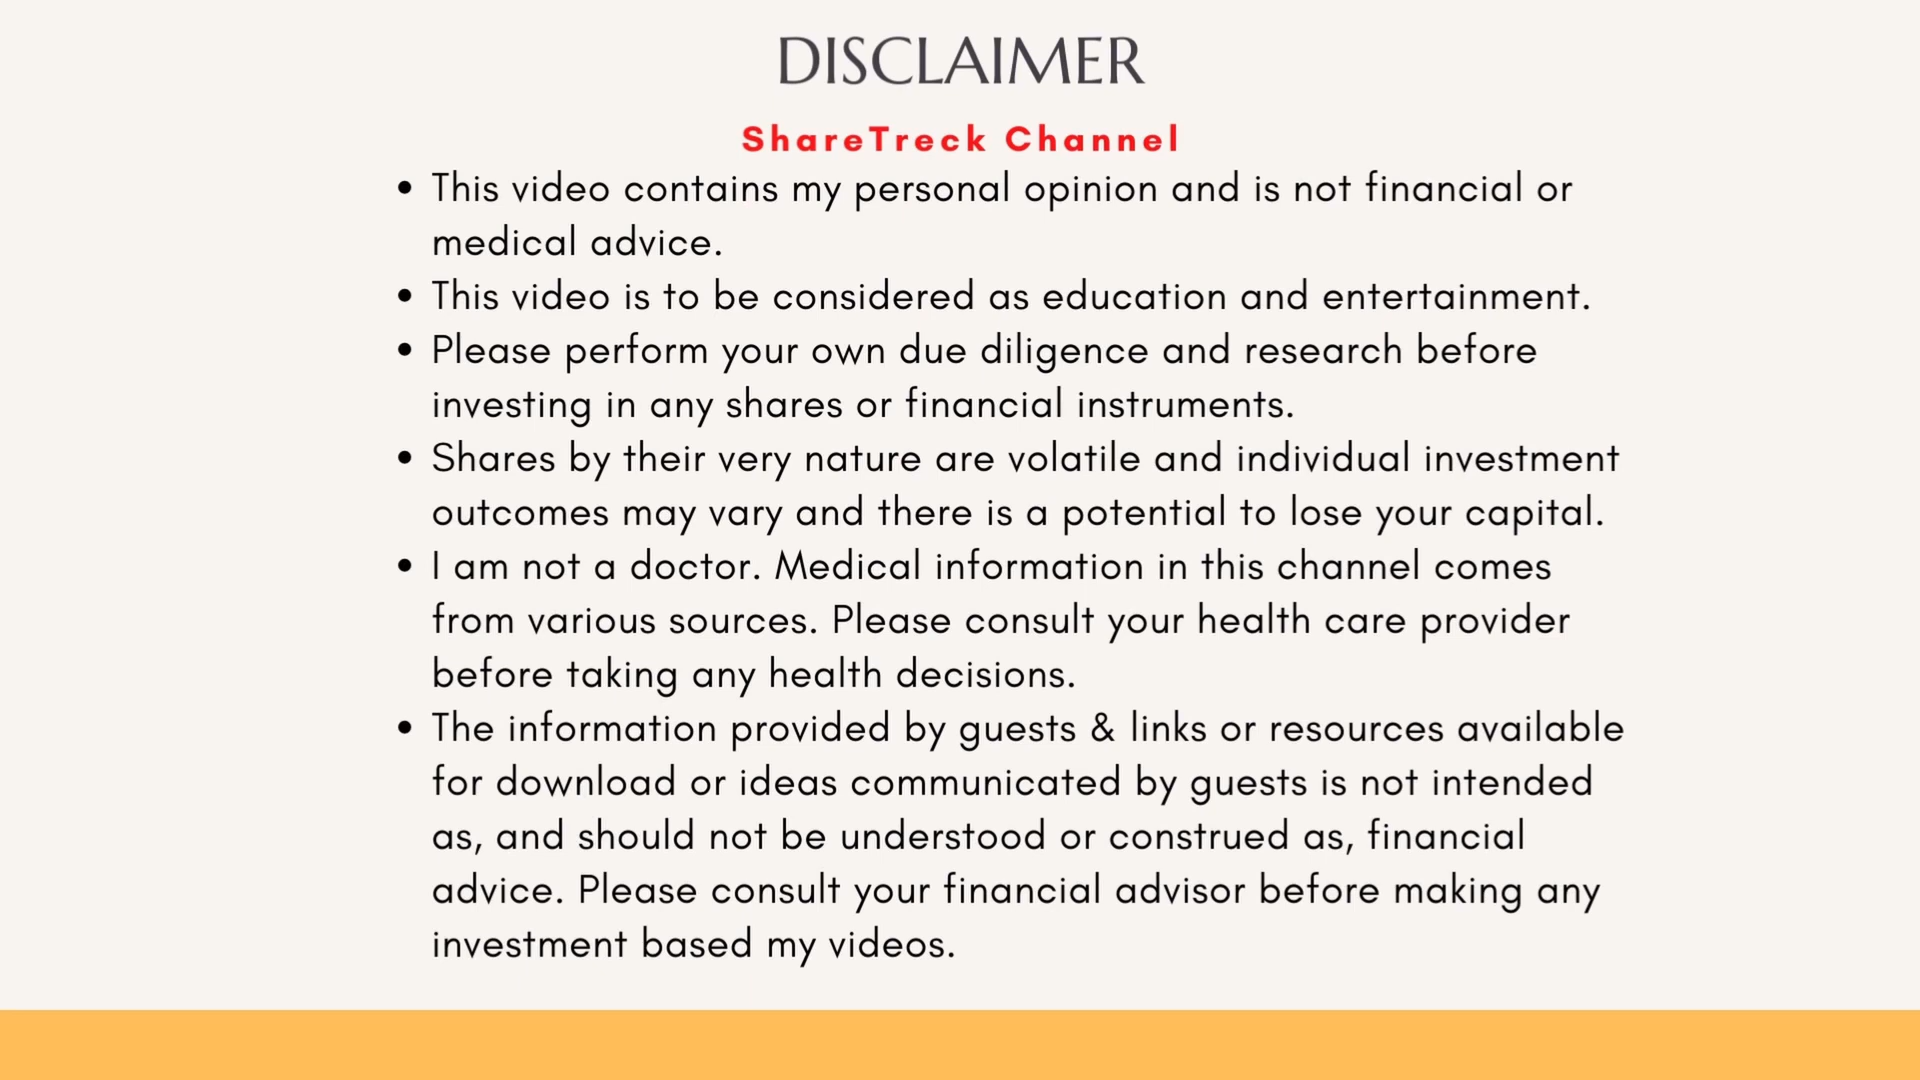 DISCLAIMER
ShareTreck Channel
• This video contains my personal opinion and is not financial or
medical advice.
• This video is to be considered as education and entertainment.
• Please perform your own due diligence and research before
investing in any shares or financial instruments.
• Shares by their very nature are volatile and individual investment
outcomes may vary and there is a potential to lose your capital.
• I am not a doctor. Medical information in this channel comes
from various sources. Please consult your health care provider
before taking any health decisions.
• The information provided by guests & links or resources available
for download or ideas communicated by guests is not intended
as, and should not be understood or construed as, financial
advice. Please consult your financial advisor before making any
investment based my videos.